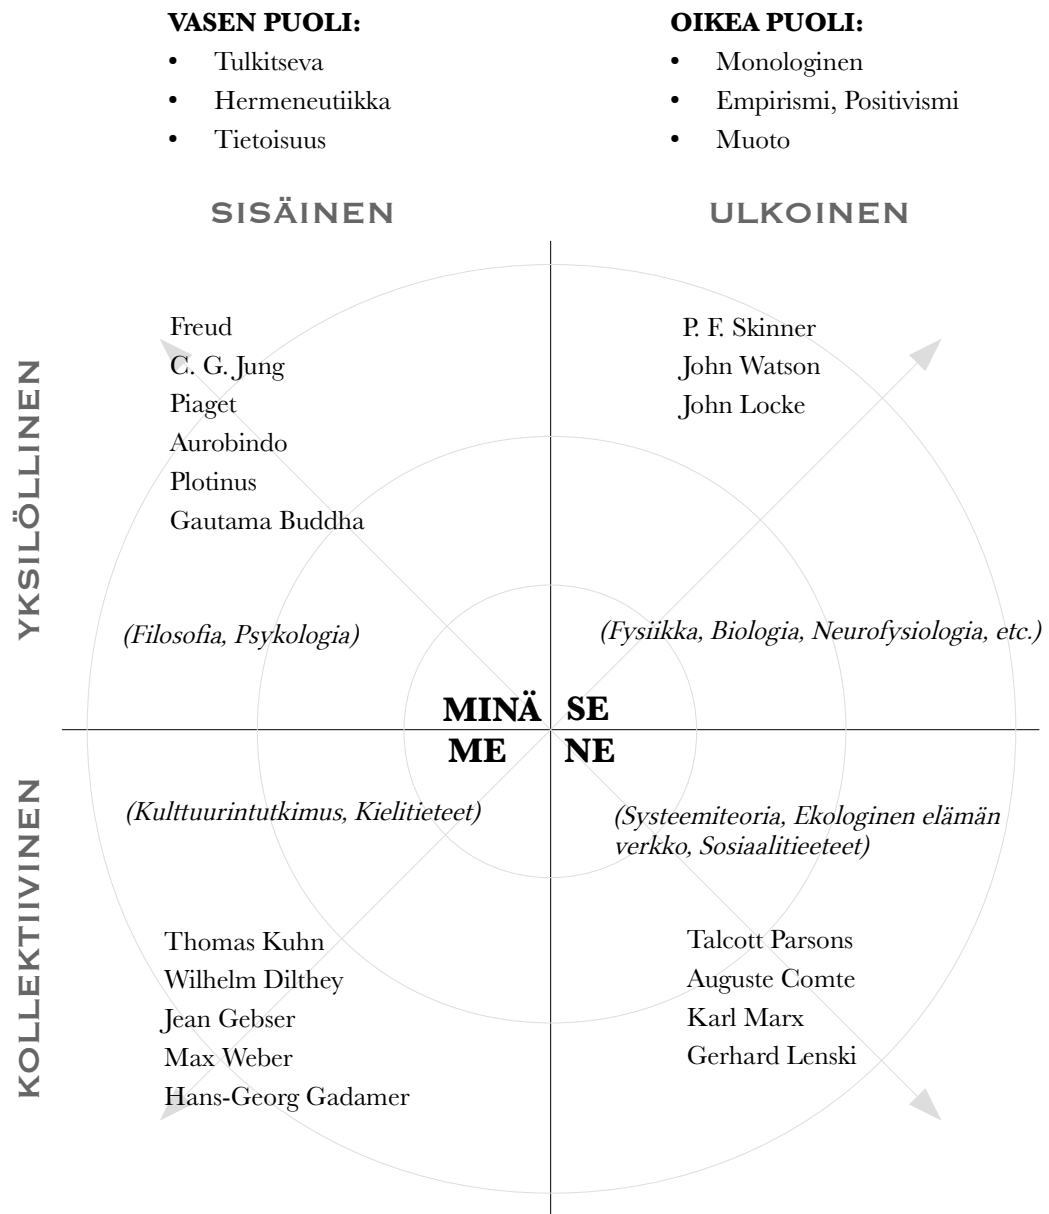 VASEN PUOLI:
• Tulkitseva
• Hermeneutiikka
• Tietoisuus
OIKEA PUOLI:
• Monologinen
• Empirismi, Positivismi
• Muoto
SISÄINEN
ULKOINEN
YKSILÖLLINEN
Freud
C. G. Jung
Piaget
Aurobindo
Plotinus
Gautama Buddha
(Filosofia, Psykologia)
P. F. Skinner
John Watson
John Locke
(Fysiikka, Biologia, Neurofysiologia, etc.)
MINÄ
SE
ME
NE
KOLLEKTIIVINEN
(Kulttuurintutkimus, Kielitieteet)
Thomas Kuhn
Wilhelm Dilthey
Jean Gebser
Max Weber
Hans-Georg Gadamer
(Systeemiteoria, Ekologinen elämän
verkko, Sosiaalitieeteet)
Talcott Parsons
Auguste Comte
Karl Marx
Gerhard Lenski